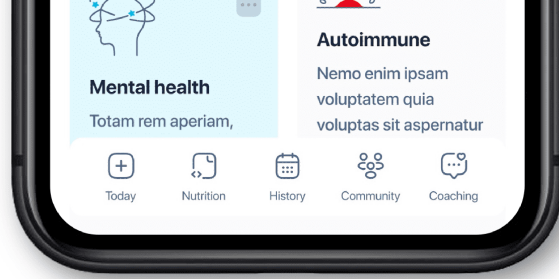 Mental health
Totam rem aperiam,
Autoimmune
Nemo enim ipsam
voluptatem quia
voluptas sit aspernatur
Today
Nutrition
History
Community
Coaching